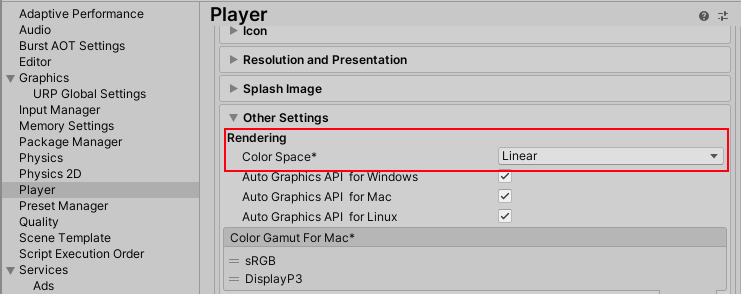 Adaptive Performance
Audio
Burst AOT Settings
Editor
Graphics
URP Global Settings
Input Manager
Memory Settings
Package Manager
Physics
Physics 2D
Player
Preset Manager
Quality
Scene Template
Script Execution Order
Services
Ads
Player
Icon
Resolution and Presentation
Splash Image
Other Settings
Rendering
Color Space* Linear
Auto Graphics API for Windows
Auto Graphics API for Mac
Auto Graphics API for Linux
Color Gamut For Mac*
sRGB
DisplayP3